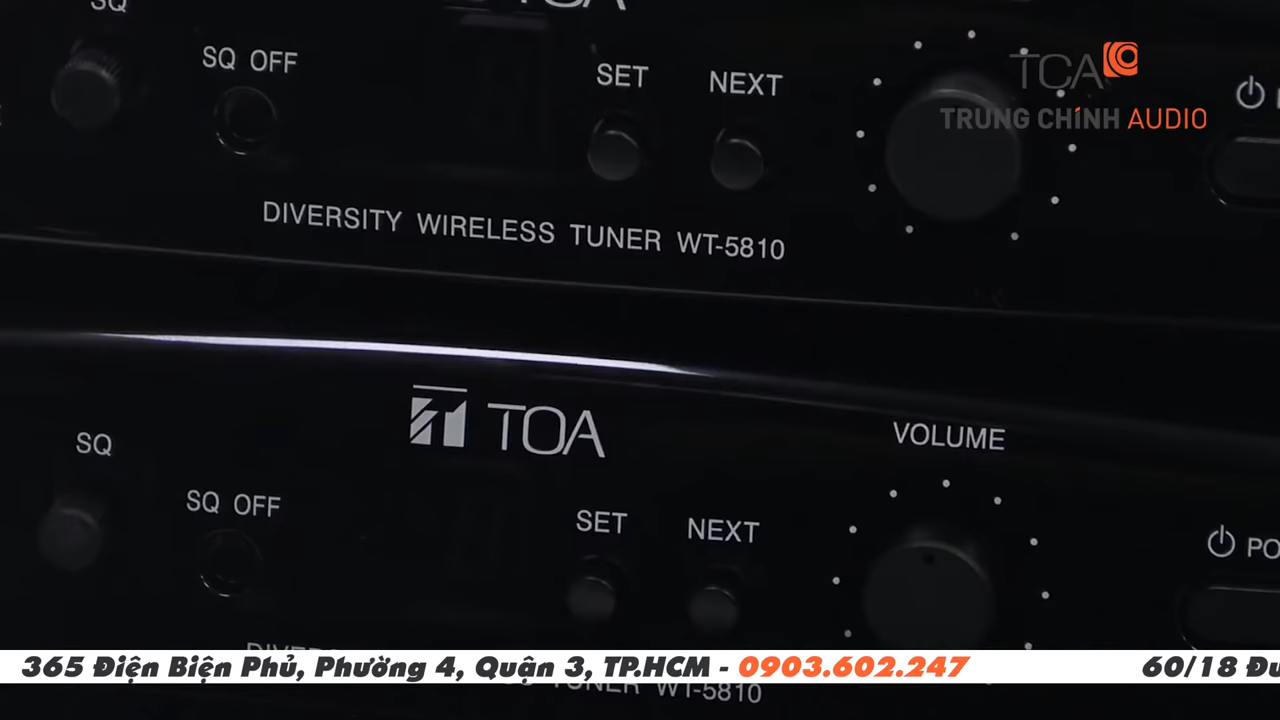 SQ
TOA
SQ OFF
SET
NEXT
TCA
TRUNG CHÍNH AUDIO
DIVERSITY WIRELESS TUNER WT-5810
TOA
VOLUME
SQ
SQ OFF
SET
NEXT
PO
365 Điện Biện Phủ, Phường 4, Quận 3, TP.HCM - 0903.602.247
60/18 Đu
TUNER WT-5810